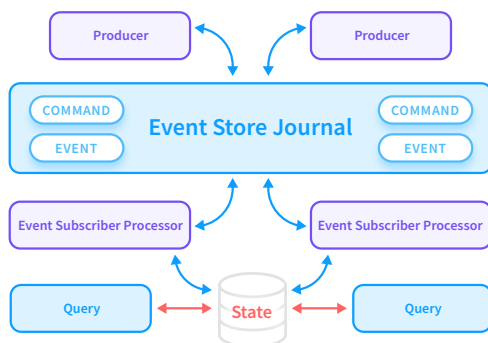 Producer
Producer
COMMAND
EVENT
Event Store Journal
COMMAND
EVENT
Event Subscriber Processor
Event Subscriber Processor
Query
State
Query